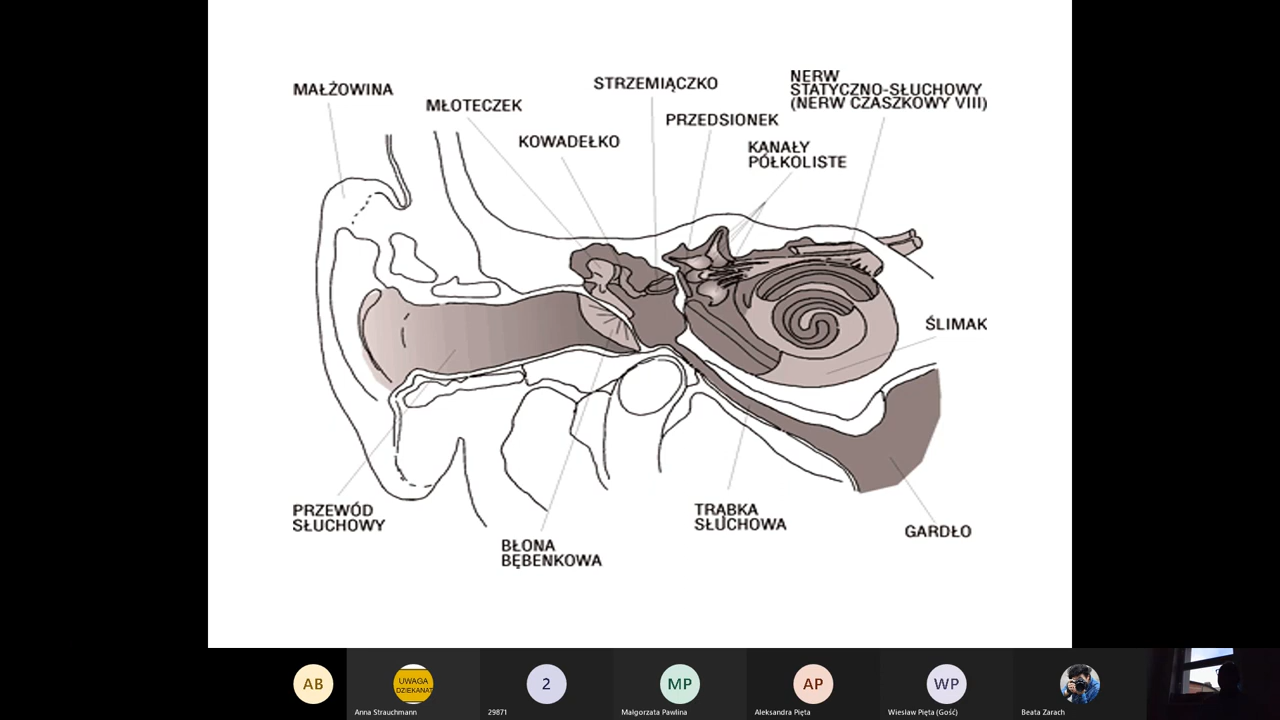 MAŁŻOWINA
MŁOTECZEK
KOWADEŁKO
STRZEMIĄCZKO
PRZEDSIONEK
KANAŁY
PÓŁKOLISTE
NERW
STATYCZNO-SŁUCHOWY
(NERW CZASZKOWY VIII)
ŚLIMAK
PRZEWÓD
SŁUCHOWY
BŁONA
BĘBENKOWA
TRĄBKA
SŁUCHOWA
GARDŁO
AB
UWAGA
DZIEKANAT
Anna Strauchmann
2
29871
MP
Małgorzata Pawlina
AP
Aleksandra Pięta
WP
Wiesław Pięta (Gość)
Beata Zarach